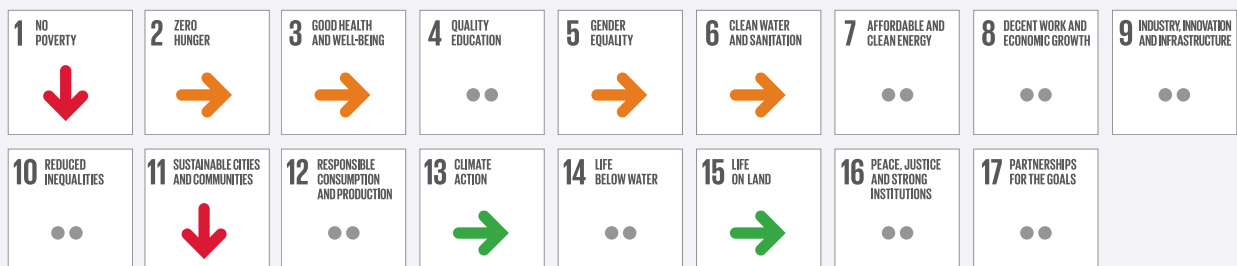 1 NO
POVERTY
2 ZERO
HUNGER
3 GOOD HEALTH
AND WELL-BEING
4 QUALITY
EDUCATION
5 GENDER
EQUALITY
6 CLEAN WATER
AND SANITATION
7 AFFORDABLE AND
CLEAN ENERGY
8 DECENT WORK AND
ECONOMIC GROWTH
9 INDUSTRY, INNOVATION
AND INFRASTRUCTURE
10 REDUCED
INEQUALITIES
11 SUSTAINABLE CITIES
AND COMMUNITIES
12 RESPONSIBLE
CONSUMPTION
AND PRODUCTION
13 CLIMATE
ACTION
14 LIFE
BELOW WATER
15 LIFE
ON LAND
16 PEACE, JUSTICE
AND STRONG
INSTITUTIONS
17 PARTNERSHIPS
FOR THE GOALS